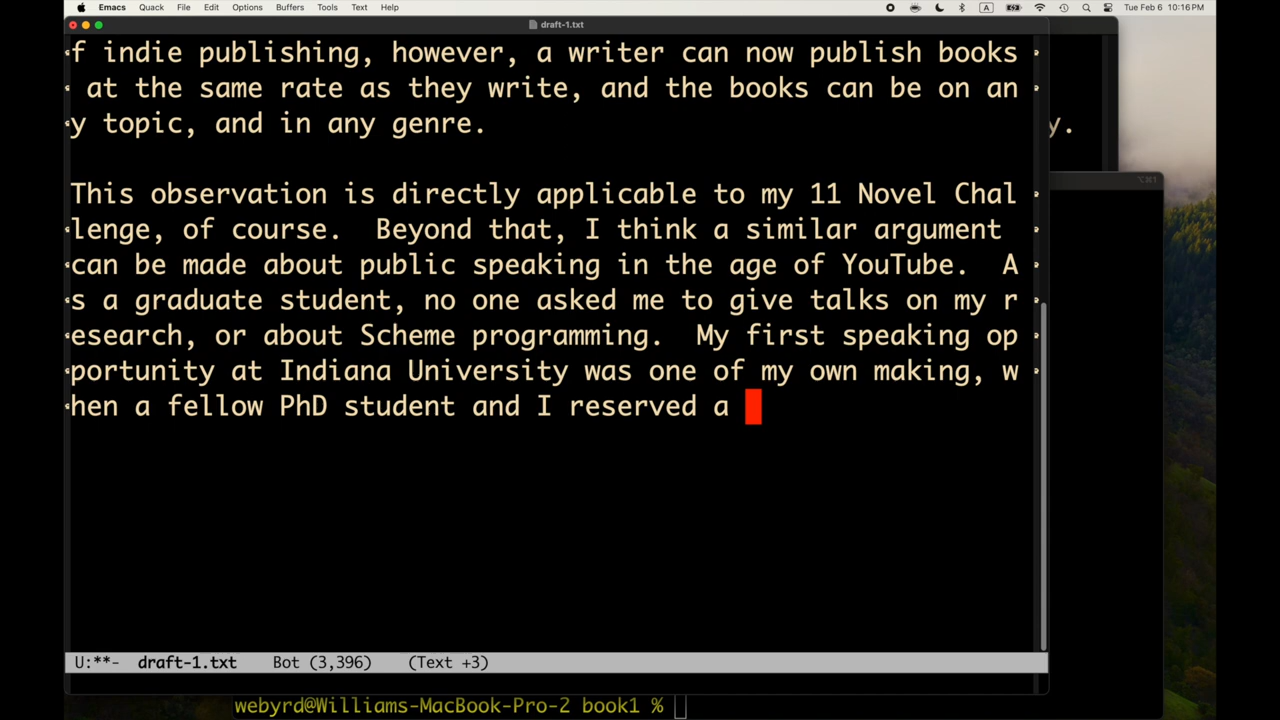 Emacs Quack File Edit Options Buffers Tools Text Help A Tue Feb 6 10:16 PM
draft-1.txt
f indie publishing, however, a writer can now publish books
at the same rate as they write, and the books can be on an
y topic, and in any genre.
y.
This observation is directly applicable to my 11 Novel Chal
lenge, of course.  Beyond that, I think a similar argument
can be made about public speaking in the age of YouTube.  A
s a graduate student, no one asked me to give talks on my r
esearch, or about Scheme programming.  My first speaking op
portunity at Indiana University was one of my own making, w
hen a fellow PhD student and I reserved a
U:**-  draft-1.txt    Bot (3,396)    (Text +3)
webyrd@Williams-MacBook-Pro-2 book1 %